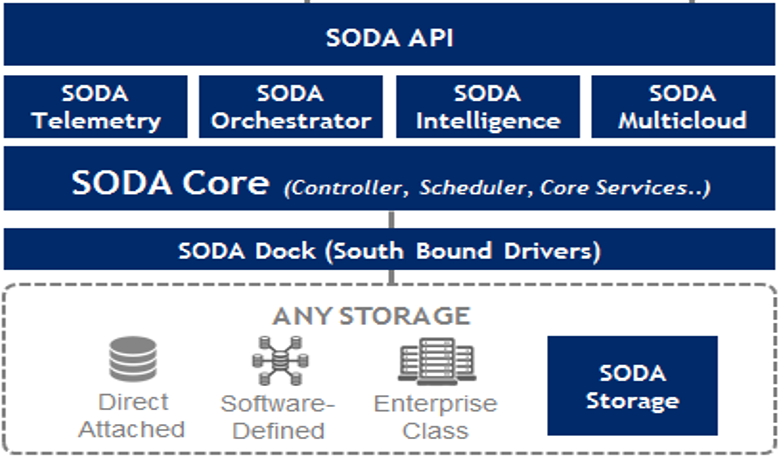 SODA API
SODA
Telemetry
SODA
Orchestrator
SODA
Intelligence
SODA
Multicloud
SODA Core (Controller, Scheduler, Core Services..)
SODA Dock (South Bound Drivers)
ANY STORAGE
Direct
Attached
Software-
Defined
Enterprise
Class
SODA
Storage